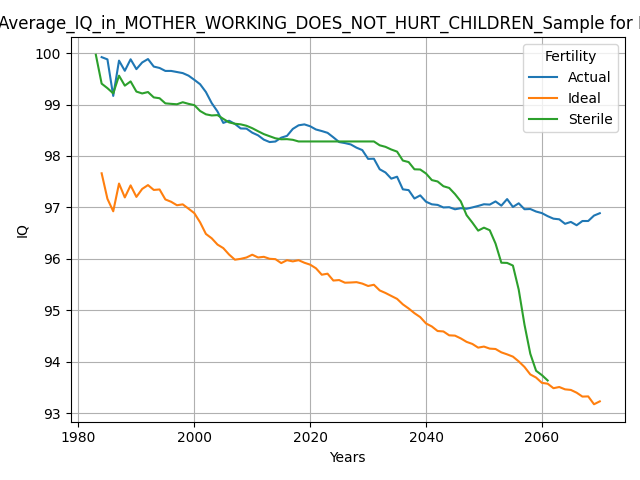 Average_IQ_in_MOTHER_WORKING_DOES_NOT_HURT_CHILDREN_Sample for
100
99
98
97
96
95
94
93
IQ
Fertility
Actual
Ideal
Sterile
1980 2000 2020 2040 2060
Years